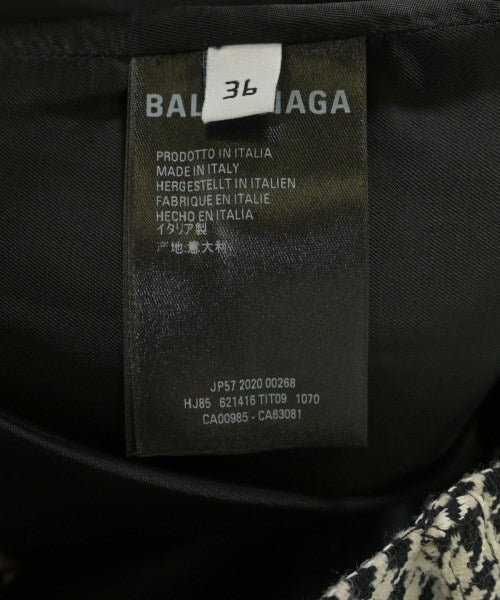 36
BAL AGA
PRODOTTO IN ITALIA
MADE IN ITALY
HERGESTELLT IN ITALIEN
FABRIQUE EN ITALIE
HECHO EN ITALIA
イタリア製
产地:意大利
JP57 2020 00268
HJ85 621416 TIT09 1070
CA00985 - CA63081